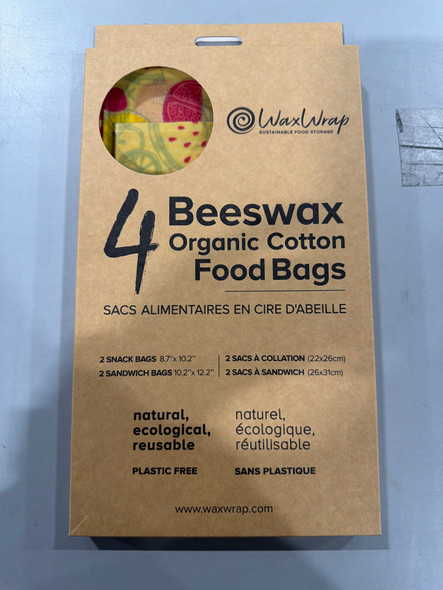 WaxWrap
SUSTAINABLE FOOD STORAGE
4 Beeswax
Organic Cotton
Food Bags
SACS ALIMENTAIRES EN CIRE D'ABEILLE
2 SNACK BAGS 8.7"x 10.2"
2 SANDWICH BAGS 10.2"x 12.2"
2 SACS À COLLATION (22x26cm)
2 SACS À SANDWICH (26x31cm)
natural,
ecological,
reusable
PLASTIC FREE
naturel,
écologique,
réutilisable
SANS PLASTIQUE
www.waxwrap.com